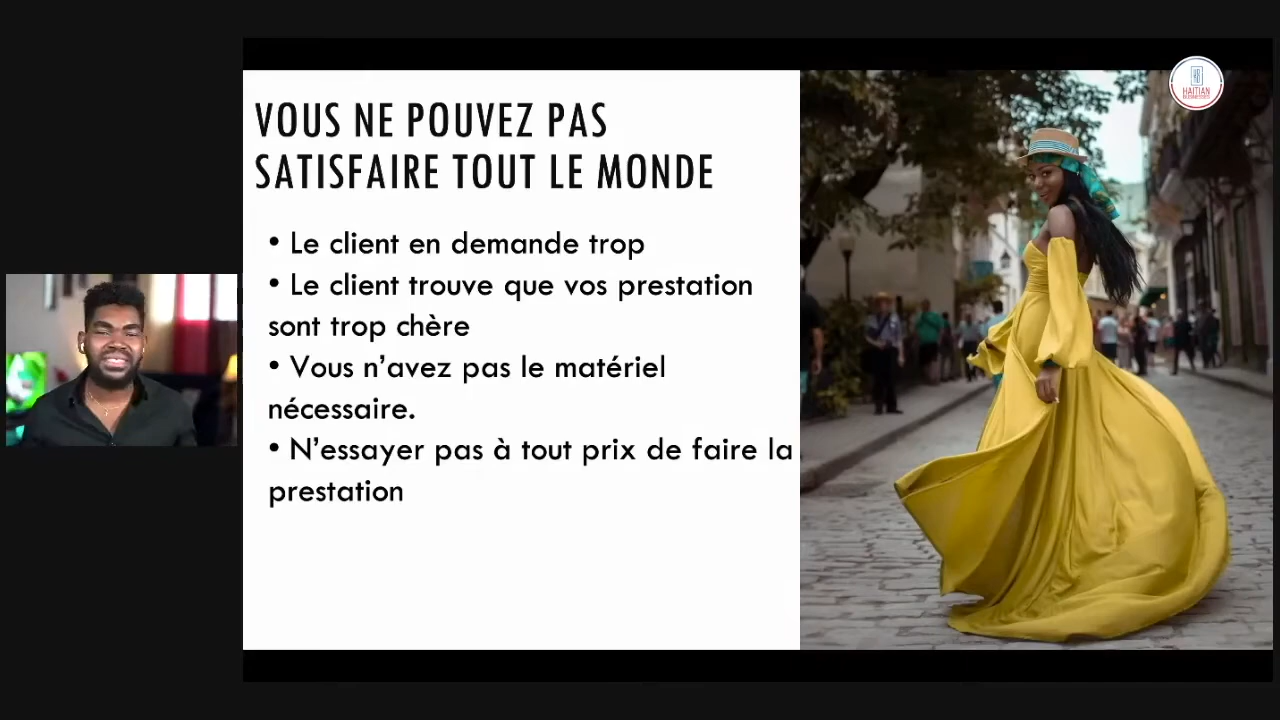 VOUS NE POUVEZ PAS
SATISFAIRE TOUT LE MONDE
• Le client en demande trop
• Le client trouve que vos prestation
sont trop chère
• Vous n’avez pas le matériel
nécessaire.
• N’essayer pas à tout prix de faire la
prestation
HAITIAN